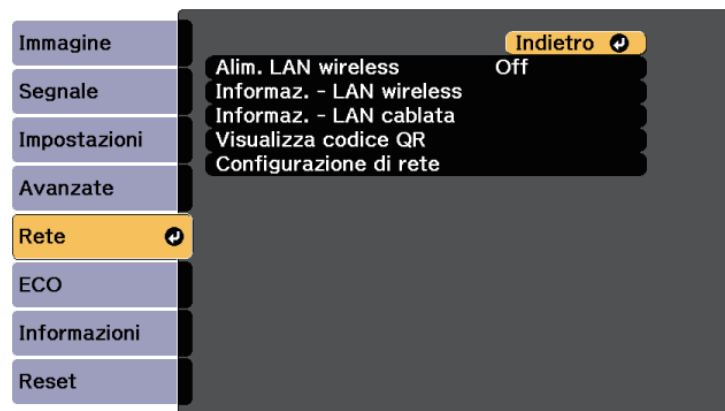 Immagine
Segnale
Impostazioni
Avanzate
Rete
ECO
Informazioni
Reset
Indietro
Alim. LAN wireless Off
Informaz. - LAN wireless
Informaz. - LAN cablata
Visualizza codice QR
Configurazione di rete